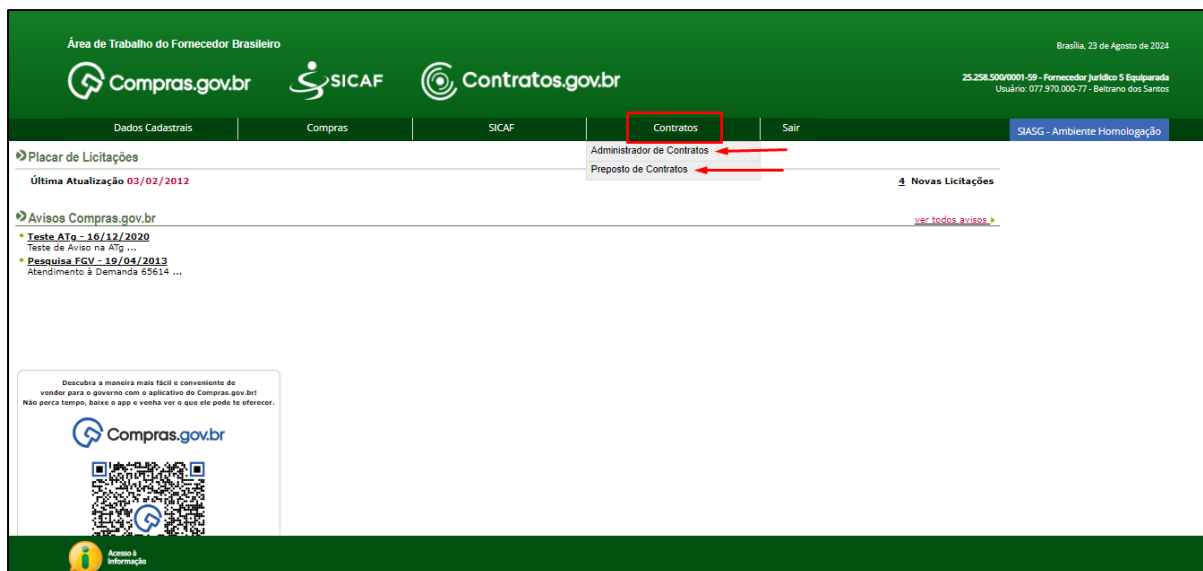 Área de Trabalho do Fornecedor Brasileiro
Brasília, 23 de Agosto de 2024
Compras.gov.br
SICAF
Contratos.gov.br
25.258.500/0001-59 - Fornecedor Jurídico 5 Equiparada
Usuário: 077.970.000-77 - Beltrano dos Santos
Dados Cadastrais
Compras
SICAF
Contratos
Sair
SIASG - Ambiente Homologação
Administrador de Contratos
Preposto de Contratos
Placar de Licitações
Última Atualização 03/02/2012
4 Novas Licitações
Avisos Compras.gov.br
ver todos avisos
Teste ATg - 16/12/2020
Teste de Aviso na ATg ...
Pesquisa FGV - 19/04/2013
Atendimento à Demanda 65614 ...
Descubra a maneira mais fácil e conveniente de
vender para o governo com o aplicativo do Compras.gov.br!
Não perca tempo, baixe o app e venha ver o que ele pode te oferecer.
Compras.gov.br
Acesso à
Informação